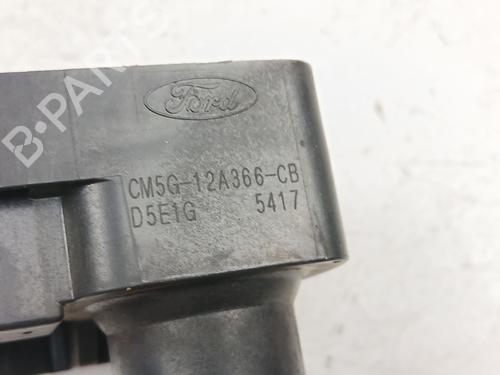 B-PARTS
Ford
CM5G-12A366-CB
D5E1G 5417